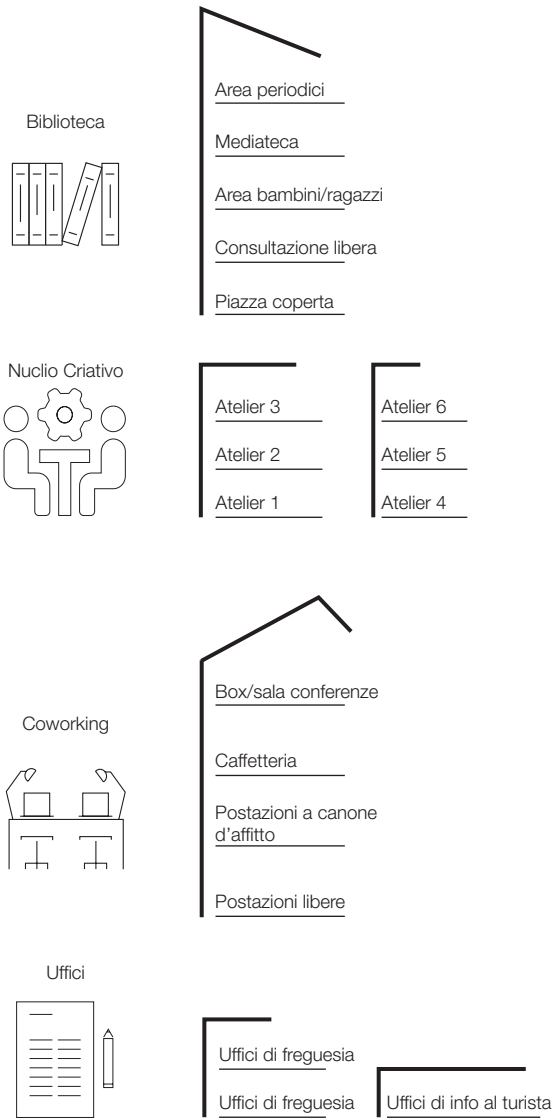 Biblioteca
Area periodici
Mediateca
Area bambini/ragazzi
Consultazione libera
Piazza coperta
Nuclio Criativo
Atelier 3
Atelier 2
Atelier 1
Atelier 6
Atelier 5
Atelier 4
Coworking
Box/sala conferenze
Caffetteria
Postazioni a canone
d’affitto
Postazioni libere
Uffici
Uffici di freguesia
Uffici di freguesia
Uffici di info al turista